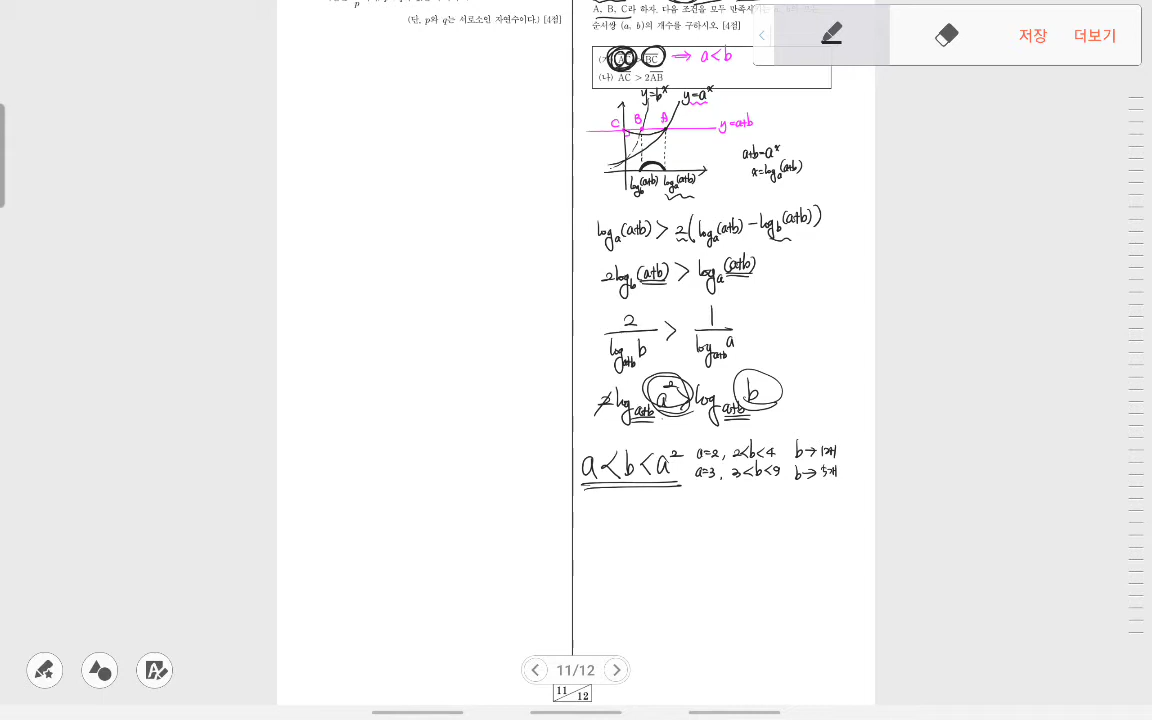 (단, p와 q는 서로소인 자연수이다.) [4점]
A, B, C라 하자. 다음 조건을 모두 만족시키는
순서쌍 (a, b)의 개수를 구하시오. [4점]
저장 더보기
(가) AC > BC ⇒ a<b
(나) AC > 2AB
y=b^x y=a^x
C B A y=a+b
a+b=a^x
x=log_a(a+b)
log_b(a+b) log_a(a+b)
log_a(a+b) > 2(log_a(a+b) - log_b(a+b))
2log_b(a+b) > log_a(a+b)
2/log_{a+b} b > 1/log_{a+b} a
2log_{a+b} a^2 > log_{a+b} b
a<b<a^2 a=2, 2<b<4 b→1개
a=3, 3<b<9 b→5개
11/12
11 12